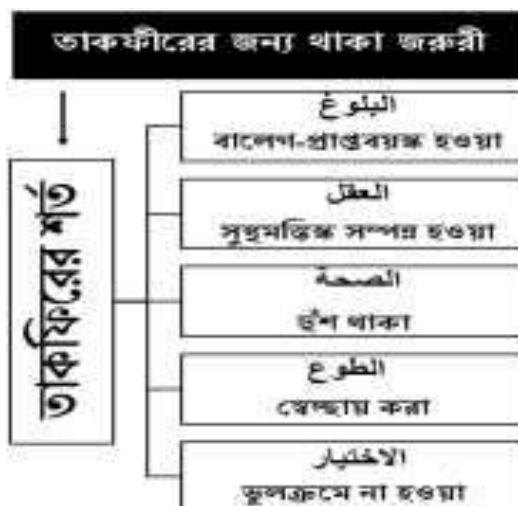 তাকফীরের জন্য থাকা জরুরী
তাকফিরের শর্ত
البلوغ
বালেগ-প্রাপ্তবয়স্ক হওয়া
العقل
সুস্থমস্তিস্ক সম্পন্ন হওয়া
الصحة
হুঁশ থাকা
الطوع
স্বেচ্ছায় করা
الاختيار
ভুলক্রমে না হওয়া